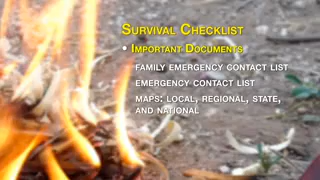 Survival Checklist
• Important Documents
family emergency contact list
emergency contact list
maps: local, regional, state,
and national